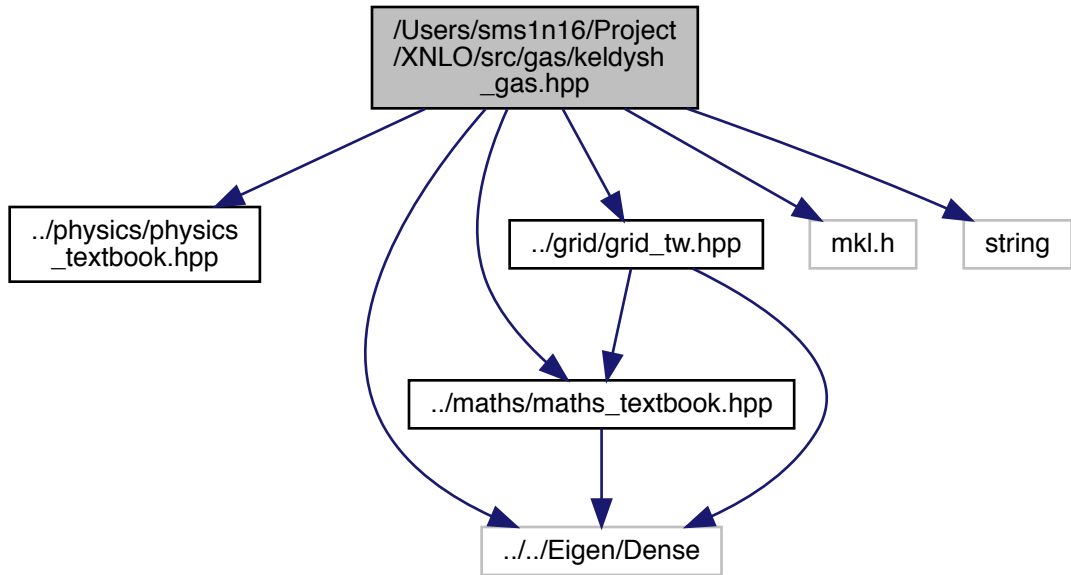 /Users/sms1n16/Project
/XNLO/src/gas/keldysh
_gas.hpp
../physics/physics
_textbook.hpp
../grid/grid_tw.hpp
mkl.h
string
../maths/maths_textbook.hpp
../../Eigen/Dense